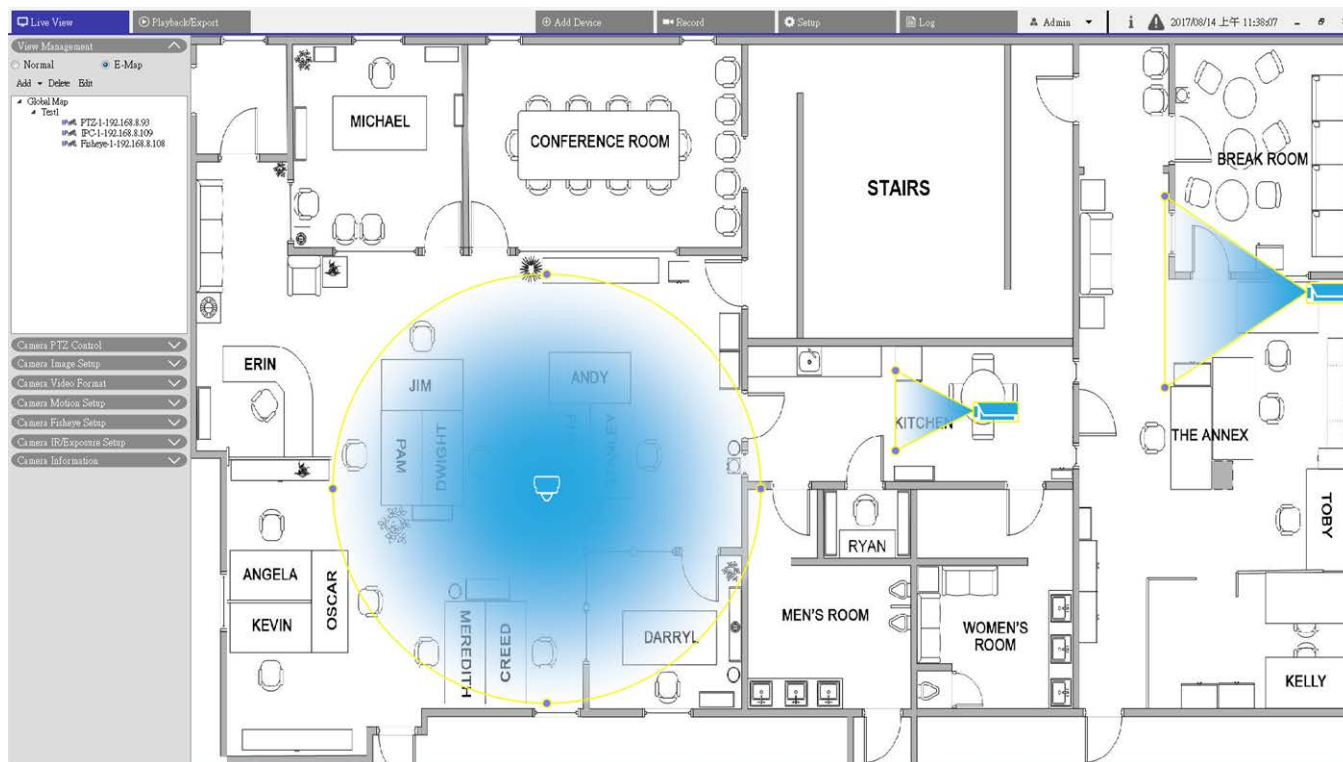 Live View
Playback/Export
Add Device
Record
Setup
Log
Admin
2017/08/14 上午 11:38:07
View Management
Normal
E-Map
Add Delete Edit
Global Map
Test1
PTZ-1-192.168.8.93
IPC-1-192.168.8.109
Fisheye-1-192.168.8.108
Camera PTZ Control
Camera Image Setup
Camera Video Format
Camera Motion Setup
Camera Fisheye Setup
Camera IR/Exposure Setup
Camera Information
MICHAEL
CONFERENCE ROOM
STAIRS
BREAK ROOM
ERIN
JIM
ANDY
PAM
DWIGHT
STANLEY
KITCHEN
THE ANNEX
TOBY
RYAN
ANGELA
OSCAR
KEVIN
MEREDITH
CREED
DARRYL
MEN'S ROOM
WOMEN'S
ROOM
KELLY